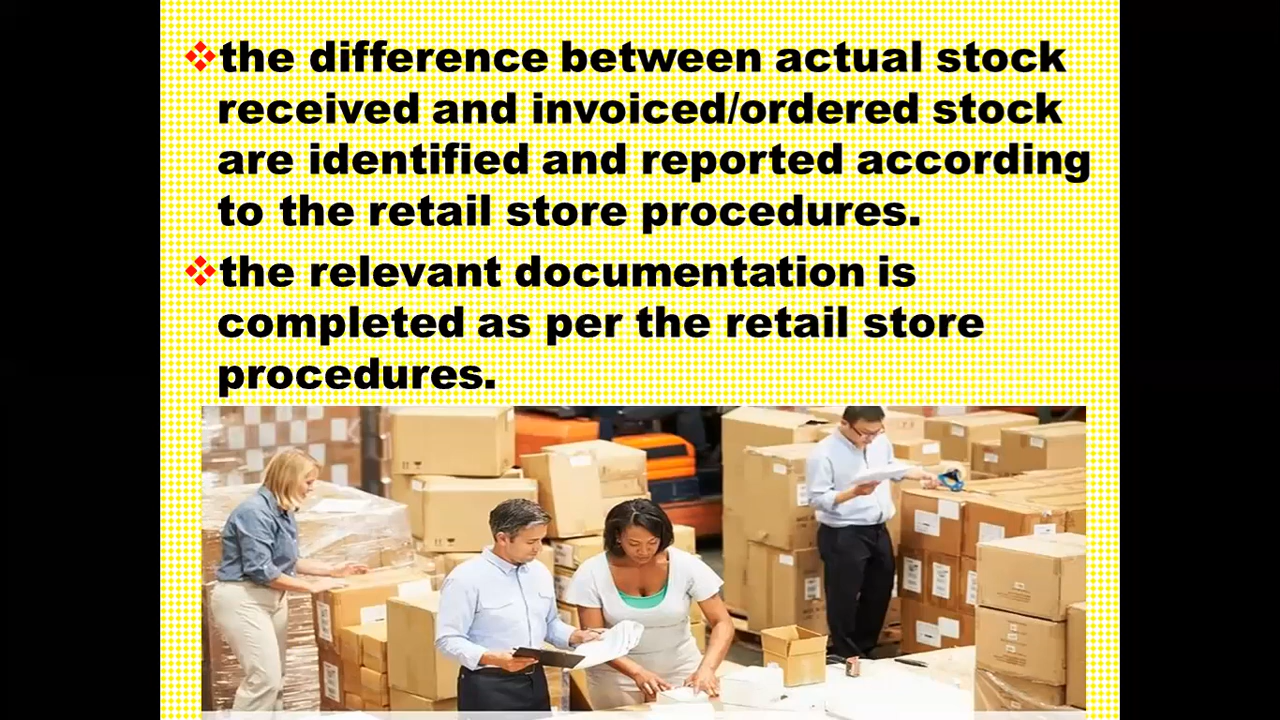 the difference between actual stock
received and invoiced/ordered stock
are identified and reported according
to the retail store procedures.
the relevant documentation is
completed as per the retail store
procedures.